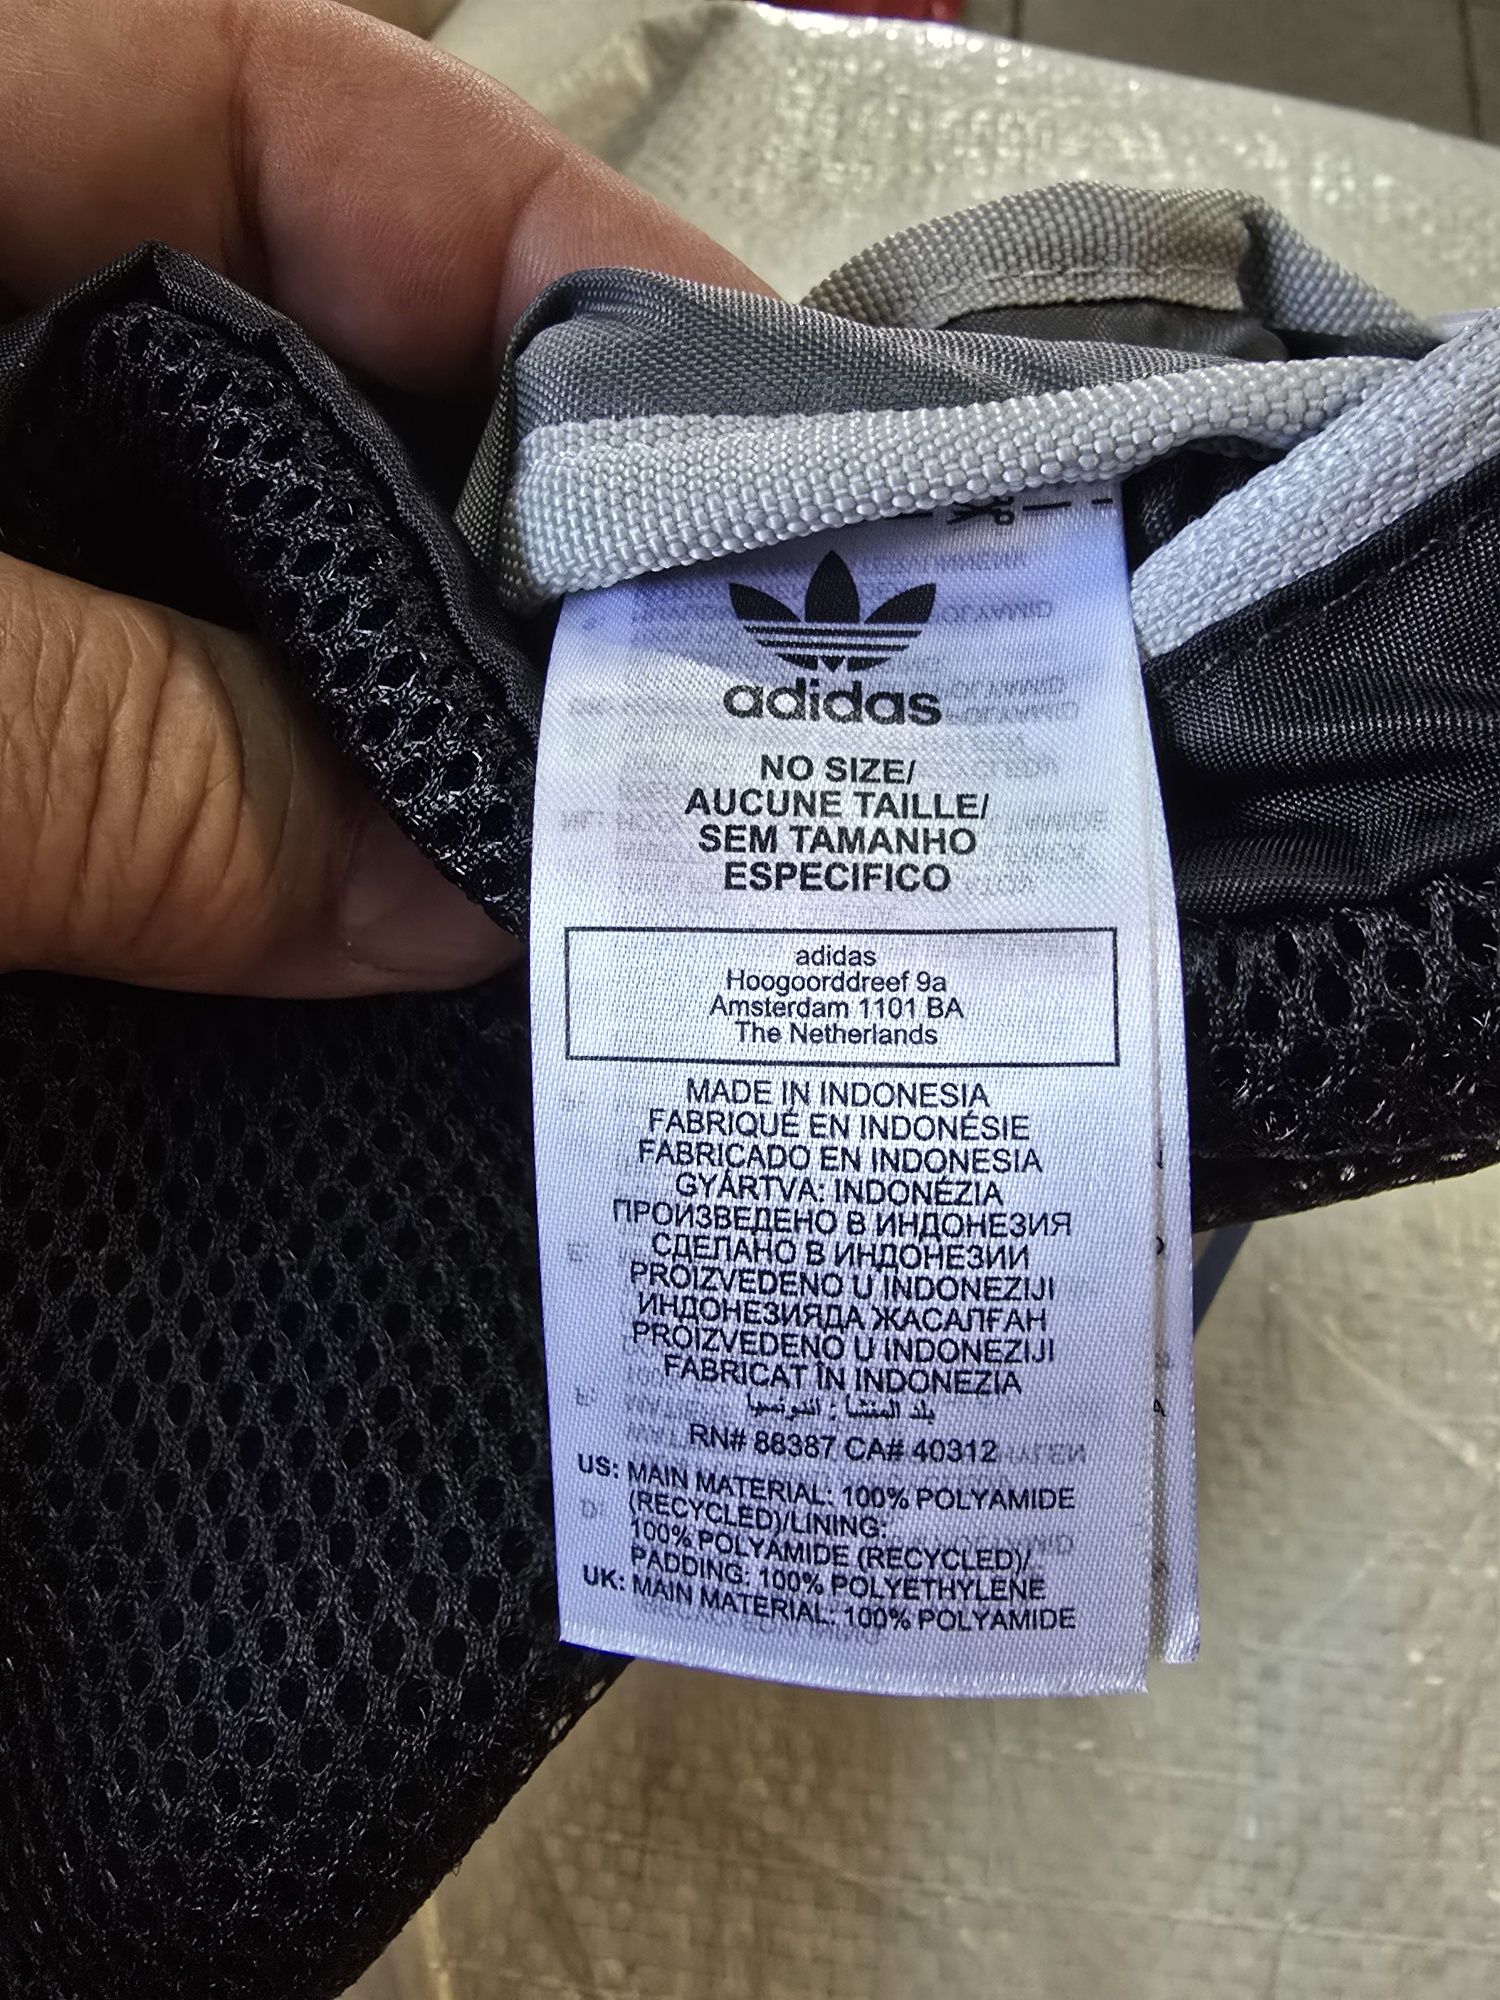 adidas
NO SIZE/
AUCUNE TAILLE/
SEM TAMANHO
ESPECIFICO
adidas
Hoogoorddreef 9a
Amsterdam 1101 BA
The Netherlands
MADE IN INDONESIA
FABRIQUÉ EN INDONÉSIE
FABRICADO EN INDONESIA
GYÁRTVA: INDONÉZIA
ПРОИЗВЕДЕНО В ИНДОНЕЗИЯ
СДЕЛАНО В ИНДОНЕЗИИ
PROIZVEDENO U INDONEZIJI
ИНДОНЕЗИЯДА ЖАСАЛҒАН
PROIZVEDENO U INDONEZIJI
FABRICAT ÎN INDONEZIA
بلد المنشأ : اندونسيا
RN# 88387 CA# 40312
US: MAIN MATERIAL: 100% POLYAMIDE
(RECYCLED)/LINING:
100% POLYAMIDE (RECYCLED)/
PADDING: 100% POLYETHYLENE
UK: MAIN MATERIAL: 100% POLYAMIDE